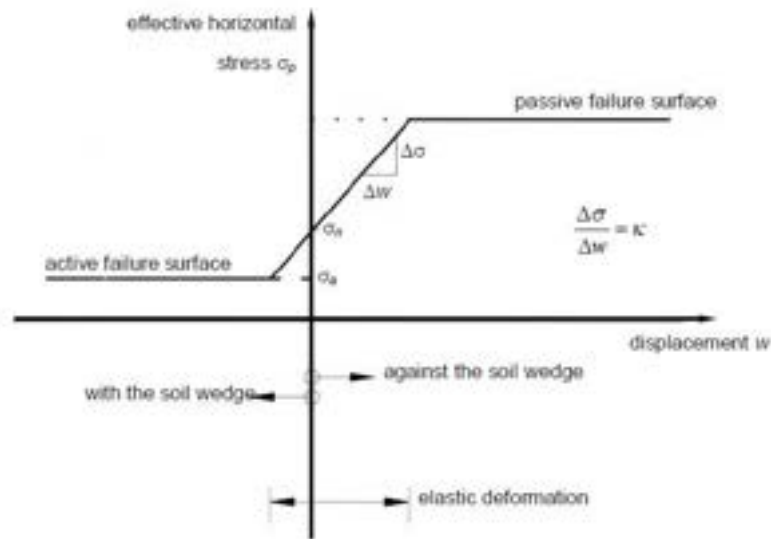 effective horizontal
stress σp
passive failure surface
Δσ
Δw
Δσ/Δw = κ
σn
active failure surface
σa
displacement w
against the soil wedge
with the soil wedge
elastic deformation